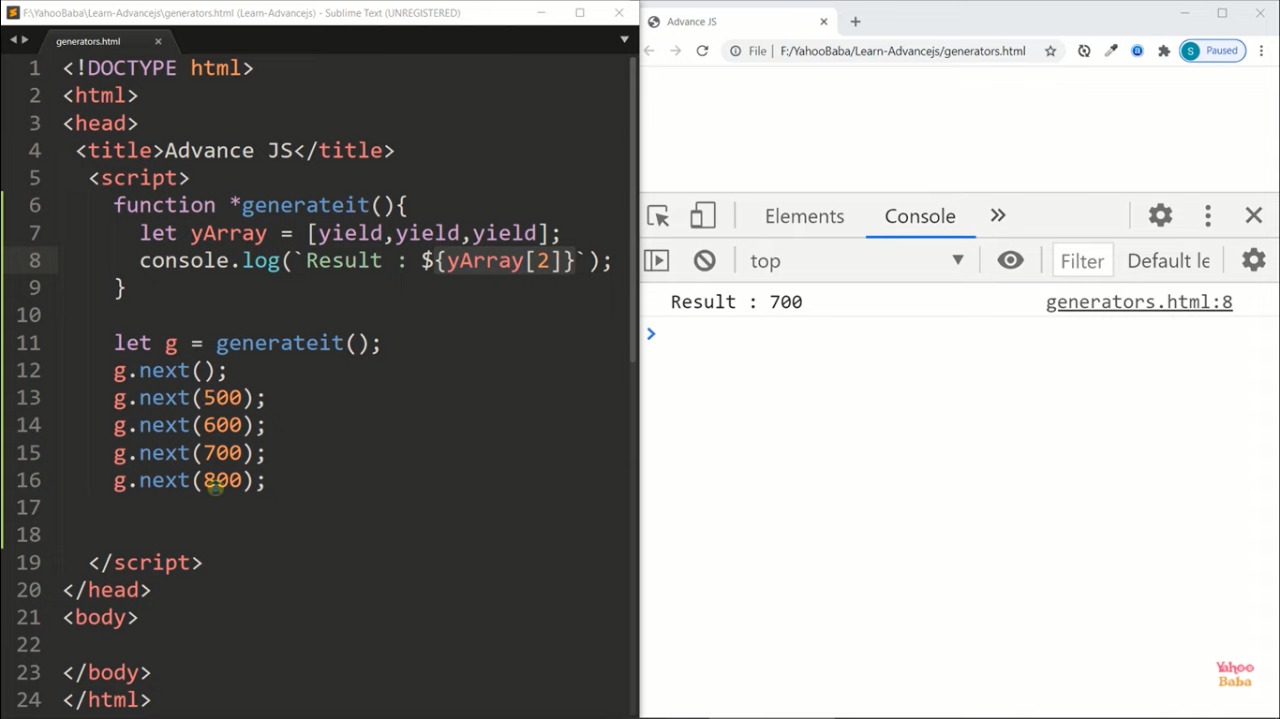 F:\YahooBaba\Learn-Advancejs\generators.html (Learn-Advancejs) - Sublime Text (UNREGISTERED)
generators.html
1 <!DOCTYPE html>
2 <html>
3 <head>
4 <title>Advance JS</title>
5 <script>
6 function *generateit(){
7 let yArray = [yield,yield,yield];
8 console.log(`Result : ${yArray[2]}`);
9 }
10
11 let g = generateit();
12 g.next();
13 g.next(500);
14 g.next(600);
15 g.next(700);
16 g.next(800);
17
18
19 </script>
20 </head>
21 <body>
22
23 </body>
24 </html>
Advance JS
File | F:/YahooBaba/Learn-Advancejs/generators.html
S Paused
Elements Console
top Filter Default le
Result : 700 generators.html:8
Yahoo
Baba